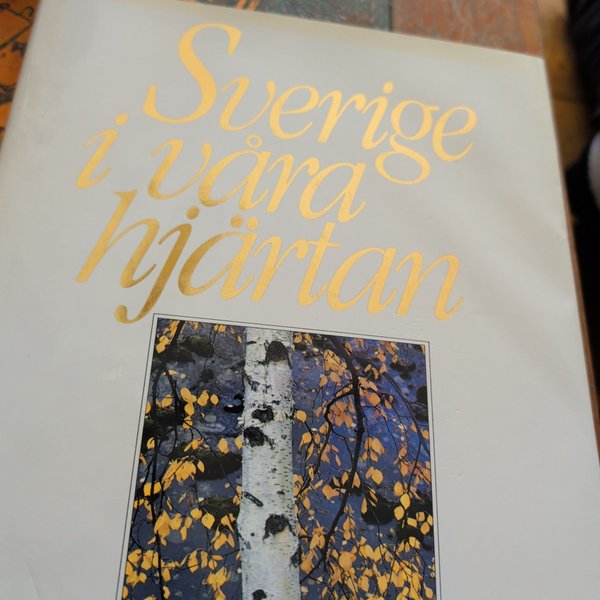 Sverige
i våra
hjärtan